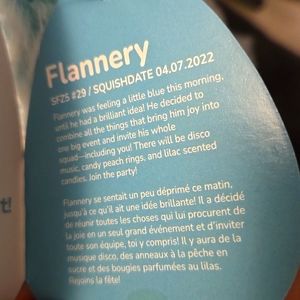 Flannery
SFZS #29 / SQUISHDATE 04.07.2022
Flannery was feeling a little blue this morning,
until he had a brilliant idea! He decided to
combine all the things that bring him joy into
one big event and invite his whole
squad—including you! There will be disco
music, candy peach rings, and lilac scented
candles. Join the party!
Flannery se sentait un peu déprimé ce matin,
jusqu'à ce qu'il ait une idée brillante! Il a décidé
de réunir toutes les choses qui lui procurent de
la joie en un seul grand événement et d'inviter
toute son équipe, toi y compris! Il y aura de la
musique disco, des anneaux à la pêche en
sucre et des bougies parfumées au lilas.
Rejoins la fête!
t!